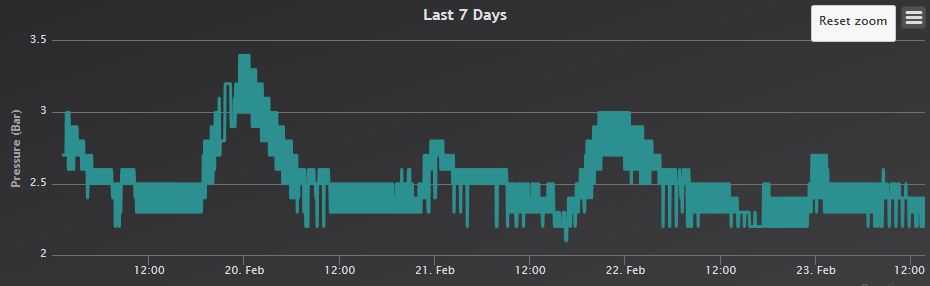 Last 7 Days
Reset zoom
3.5
3
2.5
2
Pressure (Bar)
12:00
20. Feb
12:00
21. Feb
12:00
22. Feb
12:00
23. Feb
12:00